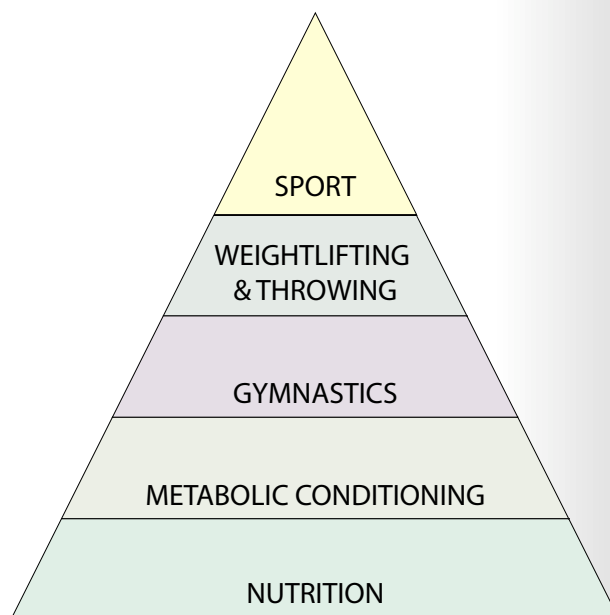 SPORT
WEIGHTLIFTING
& THROWING
GYMNASTICS
METABOLIC CONDITIONING
NUTRITION